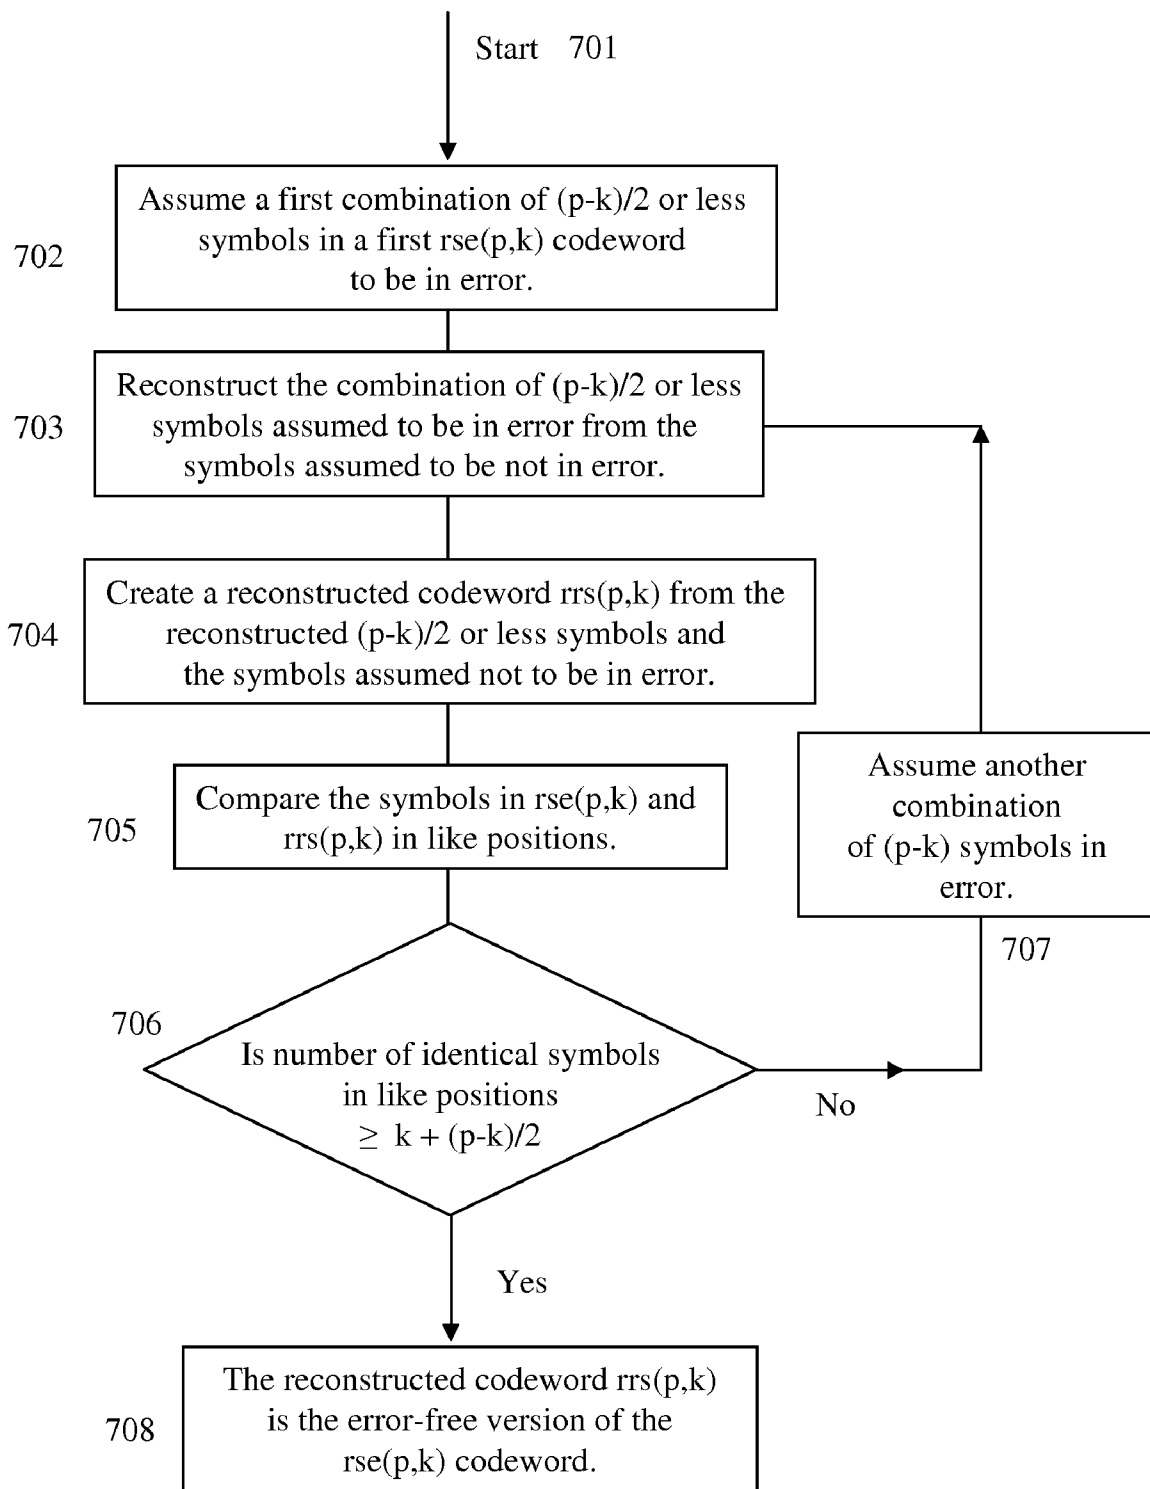 Start 701
Assume a first combination of (p-k)/2 or less
symbols in a first rse(p,k) codeword
to be in error.
702
Reconstruct the combination of (p-k)/2 or less
symbols assumed to be in error from the
symbols assumed to be not in error.
703
Create a reconstructed codeword rrs(p,k) from the
reconstructed (p-k)/2 or less symbols and
the symbols assumed not to be in error.
704
Compare the symbols in rse(p,k) and
rrs(p,k) in like positions.
705
Assume another
combination
of (p-k) symbols in
error.
707
706
Is number of identical symbols
in like positions
≥ k + (p-k)/2
No
Yes
The reconstructed codeword rrs(p,k)
is the error-free version of the
rse(p,k) codeword.
708